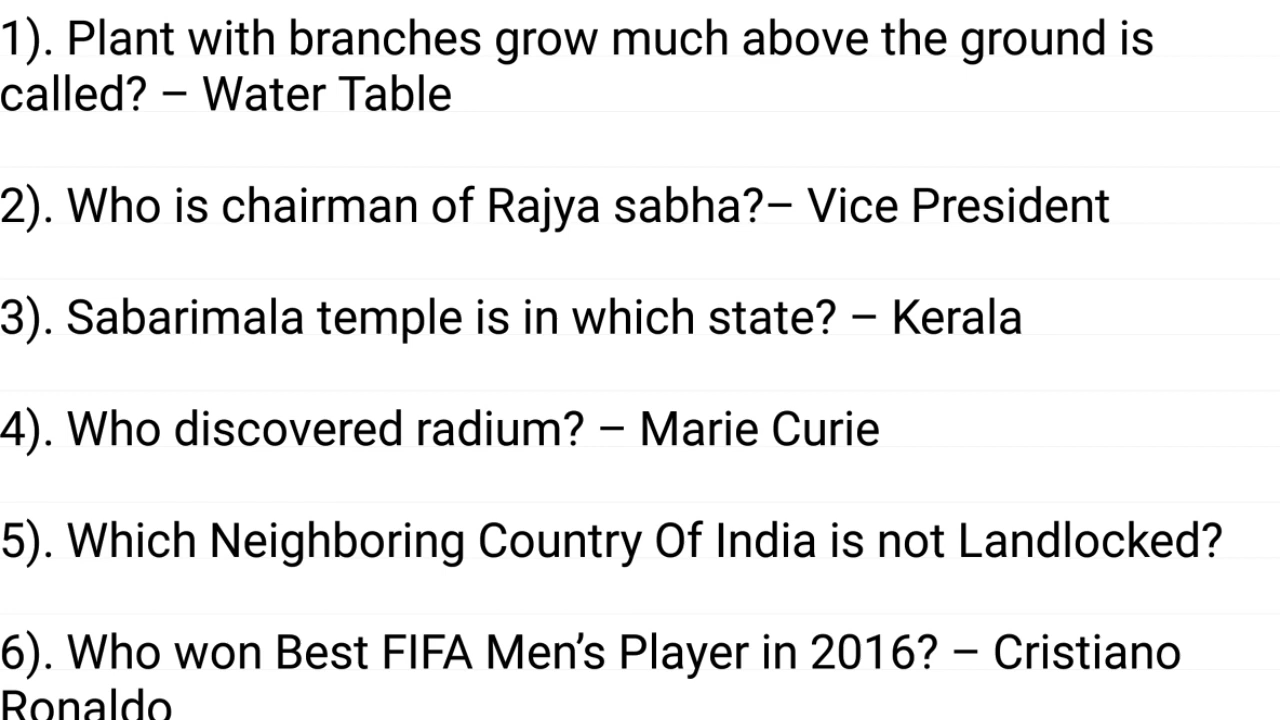 1). Plant with branches grow much above the ground is
called? – Water Table
2). Who is chairman of Rajya sabha?– Vice President
3). Sabarimala temple is in which state? – Kerala
4). Who discovered radium? – Marie Curie
5). Which Neighboring Country Of India is not Landlocked?
6). Who won Best FIFA Men’s Player in 2016? – Cristiano
Ronaldo